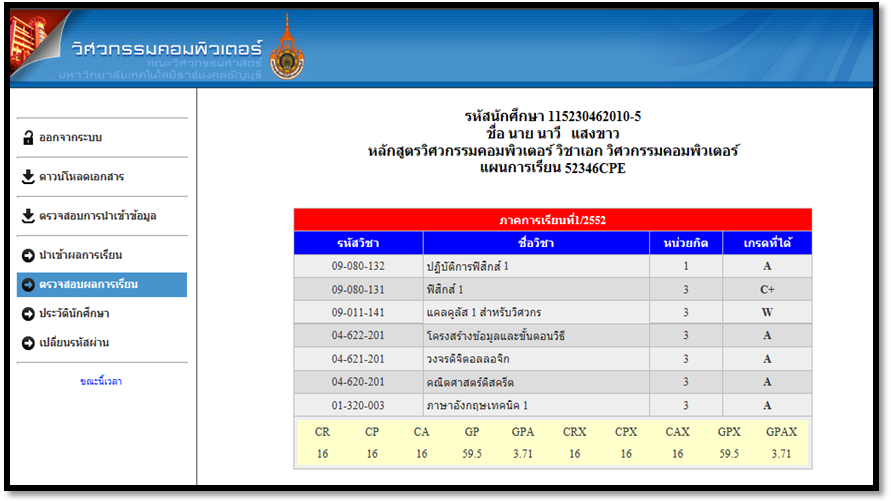 วิศวกรรมคอมพิวเตอร์
คณะวิศวกรรมศาสตร์
มหาวิทยาลัยเทคโนโลยีราชมงคลธัญบุรี
ออกจากระบบ
ดาวน์โหลดเอกสาร
ตรวจสอบการนำเข้าข้อมูล
นำเข้าผลการเรียน
ตรวจสอบผลการเรียน
ประวัตินักศึกษา
เปลี่ยนรหัสผ่าน
ขณะนี้เวลา
รหัสนักศึกษา 115230462010-5
ชื่อ นาย นาวี แสงขาว
หลักสูตรวิศวกรรมคอมพิวเตอร์ วิชาเอก วิศวกรรมคอมพิวเตอร์
แผนการเรียน 52346CPE
ภาคการเรียนที่1/2552
รหัสวิชา ชื่อวิชา หน่วยกิต เกรดที่ได้
09-080-132 ปฏิบัติการฟิสิกส์ 1 1 A
09-080-131 ฟิสิกส์ 1 3 C+
09-011-141 แคลคูลัส 1 สำหรับวิศวกร 3 W
04-622-201 โครงสร้างข้อมูลและขั้นตอนวิธี 3 A
04-621-201 วงจรดิจิตอลลอจิก 3 A
04-620-201 คณิตศาสตร์ดิสครีต 3 A
01-320-003 ภาษาอังกฤษเทคนิค 1 3 A
CR CP CA GP GPA CRX CPX CAX GPX GPAX
16 16 16 59.5 3.71 16 16 16 59.5 3.71